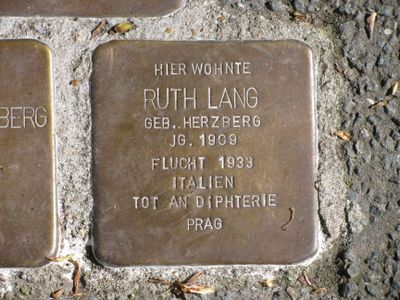 HIER WOHNTE
RUTH LANG
GEB. HERZBERG
JG. 1909
FLUCHT 1933
ITALIEN
TOT AN DIPHTERIE
PRAG
BERG